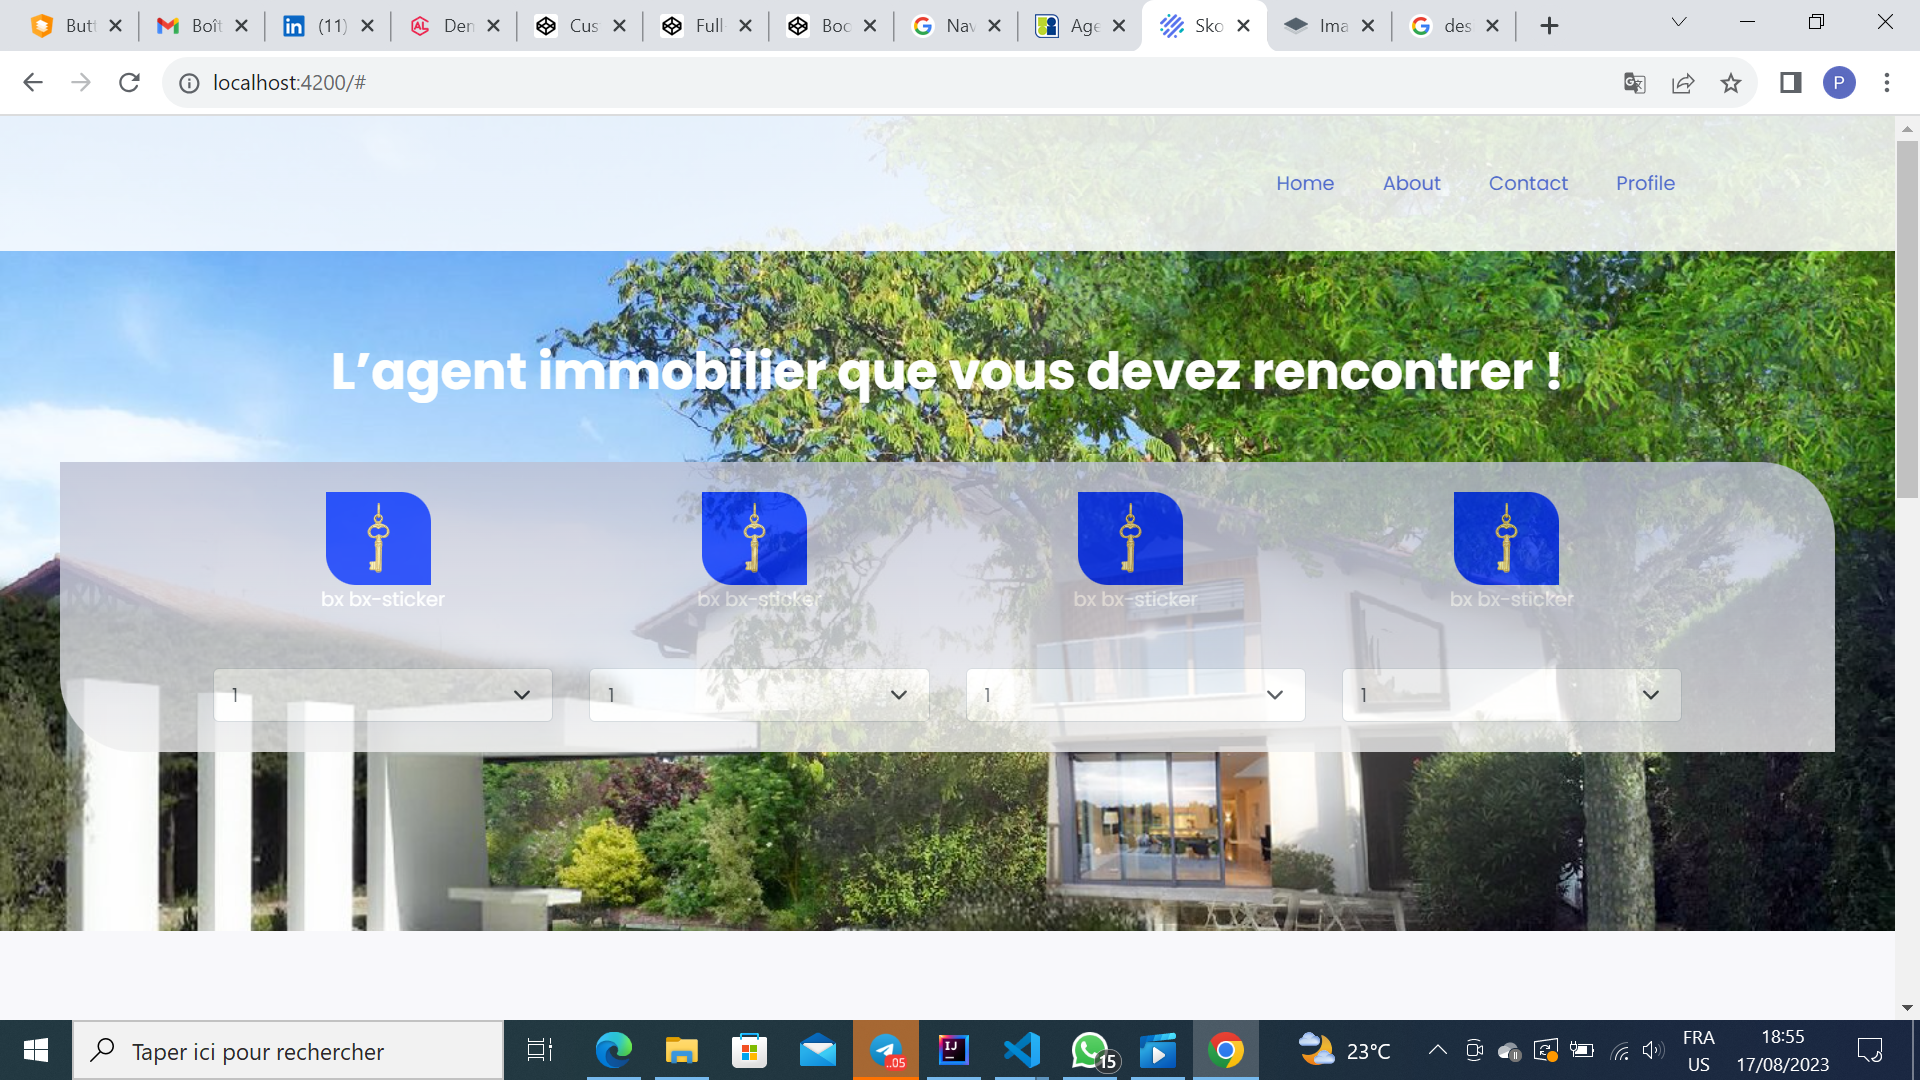 Butt
Boît
(11)
Den
Cus
Full
Boo
Nav
Age
Sko
Ima
des
localhost:4200/#
P
Home About Contact Profile
L’agent immobilier que vous devez rencontrer !
bx bx-sticker bx bx-sticker bx bx-sticker bx bx-sticker
1 1 1 1
Taper ici pour rechercher
..05
IJ
15
23°C
FRA
US
18:55
17/08/2023